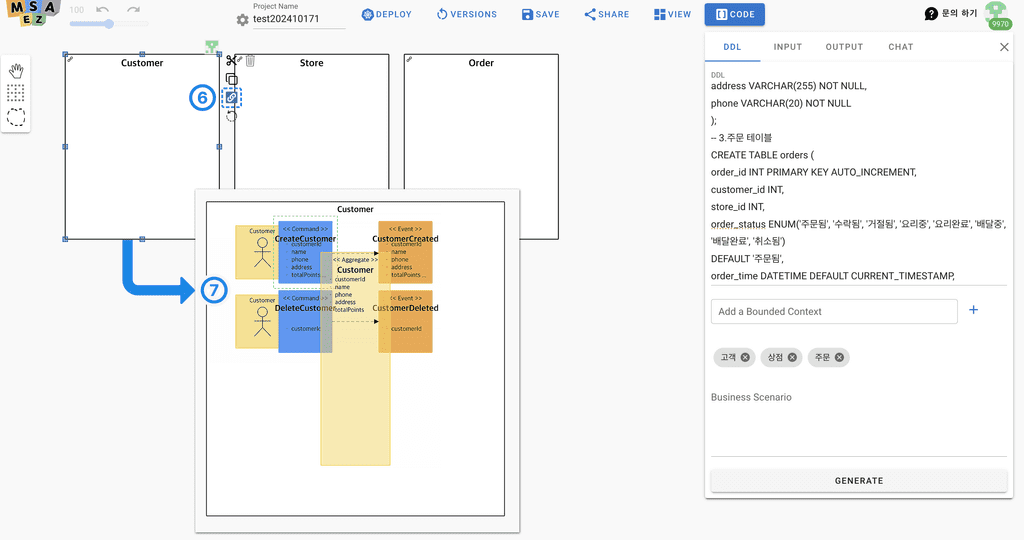 MSA
EZ
100
Project Name
test202410171
DEPLOY
VERSIONS
SAVE
SHARE
VIEW
CODE
문의 하기
9970
Customer
Store
Order
⑥
⑦
Customer
Customer
<< Command >>
CreateCustomer
- customerId
- name
- phone
- address
- totalPoints ...
<< Event >>
CustomerCreated
- customerId
- name
- phone
- address
- totalPoints ...
<< Aggregate >>
Customer
customerId
name
phone
address
totalPoints
Customer
<< Command >>
DeleteCustomer
- customerId
<< Event >>
CustomerDeleted
- customerId
DDL
INPUT
OUTPUT
CHAT
DDL
address VARCHAR(255) NOT NULL,
phone VARCHAR(20) NOT NULL
);
-- 3.주문 테이블
CREATE TABLE orders (
order_id INT PRIMARY KEY AUTO_INCREMENT,
customer_id INT,
store_id INT,
order_status ENUM('주문됨', '수락됨', '거절됨', '요리중', '요리완료', '배달중',
'배달완료', '취소됨')
DEFAULT '주문됨',
order_time DATETIME DEFAULT CURRENT_TIMESTAMP,
Add a Bounded Context
고객
상점
주문
Business Scenario
GENERATE